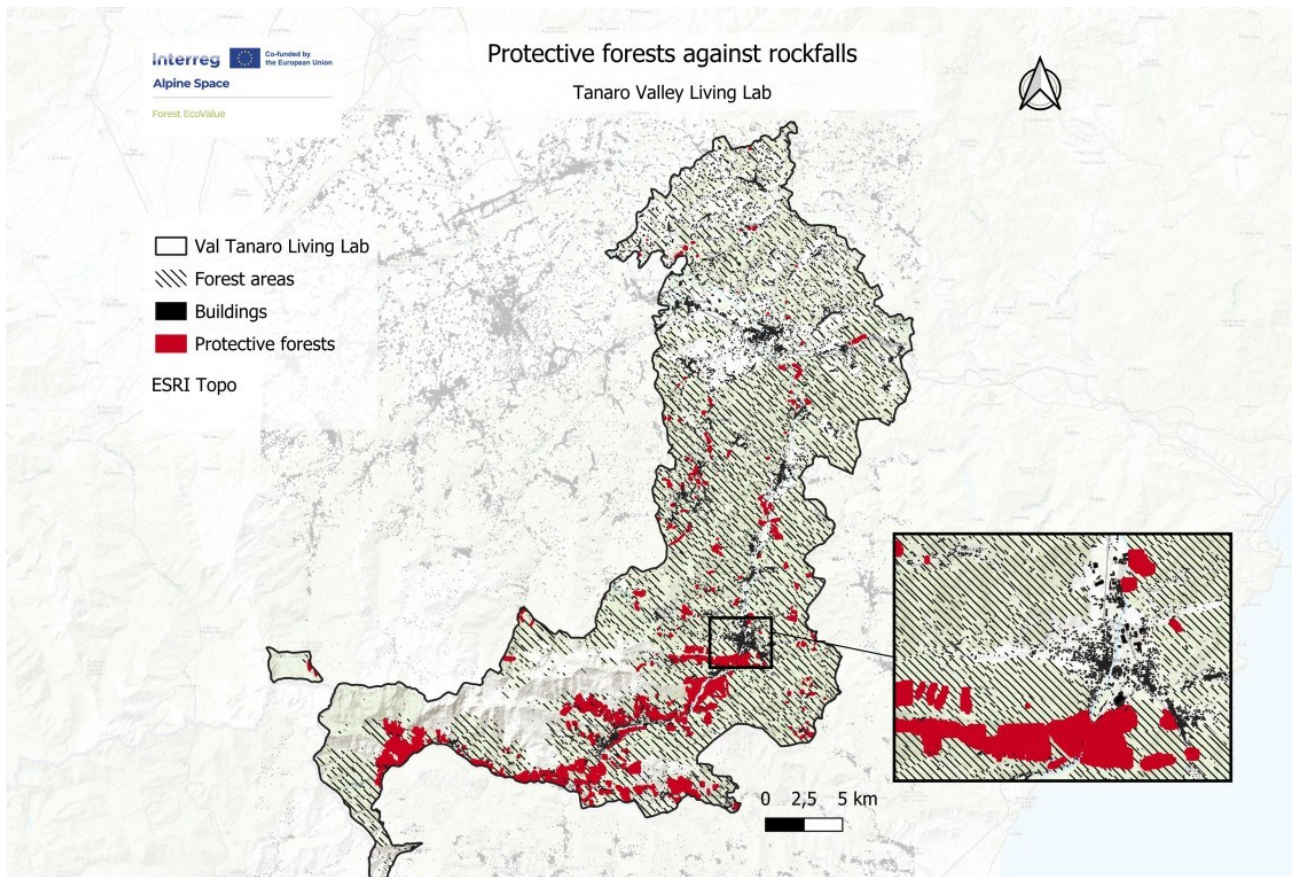 Interreg
Co-funded by
the European Union
Alpine Space
Forest EcoValue
Protective forests against rockfalls
Tanaro Valley Living Lab
Val Tanaro Living Lab
Forest areas
Buildings
Protective forests
ESRI Topo
0 2,5 5 km